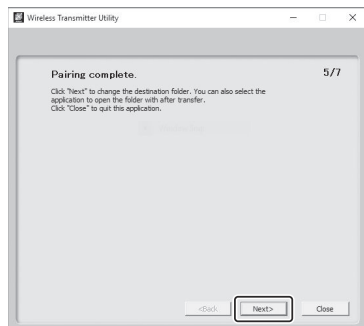 Wireless Transmitter Utility
Pairing complete.
5/7
Click "Next" to change the destination folder. You can also select the
application to open the folder with after transfer.
Click "Close" to quit this application.
<Back
Next>
Close